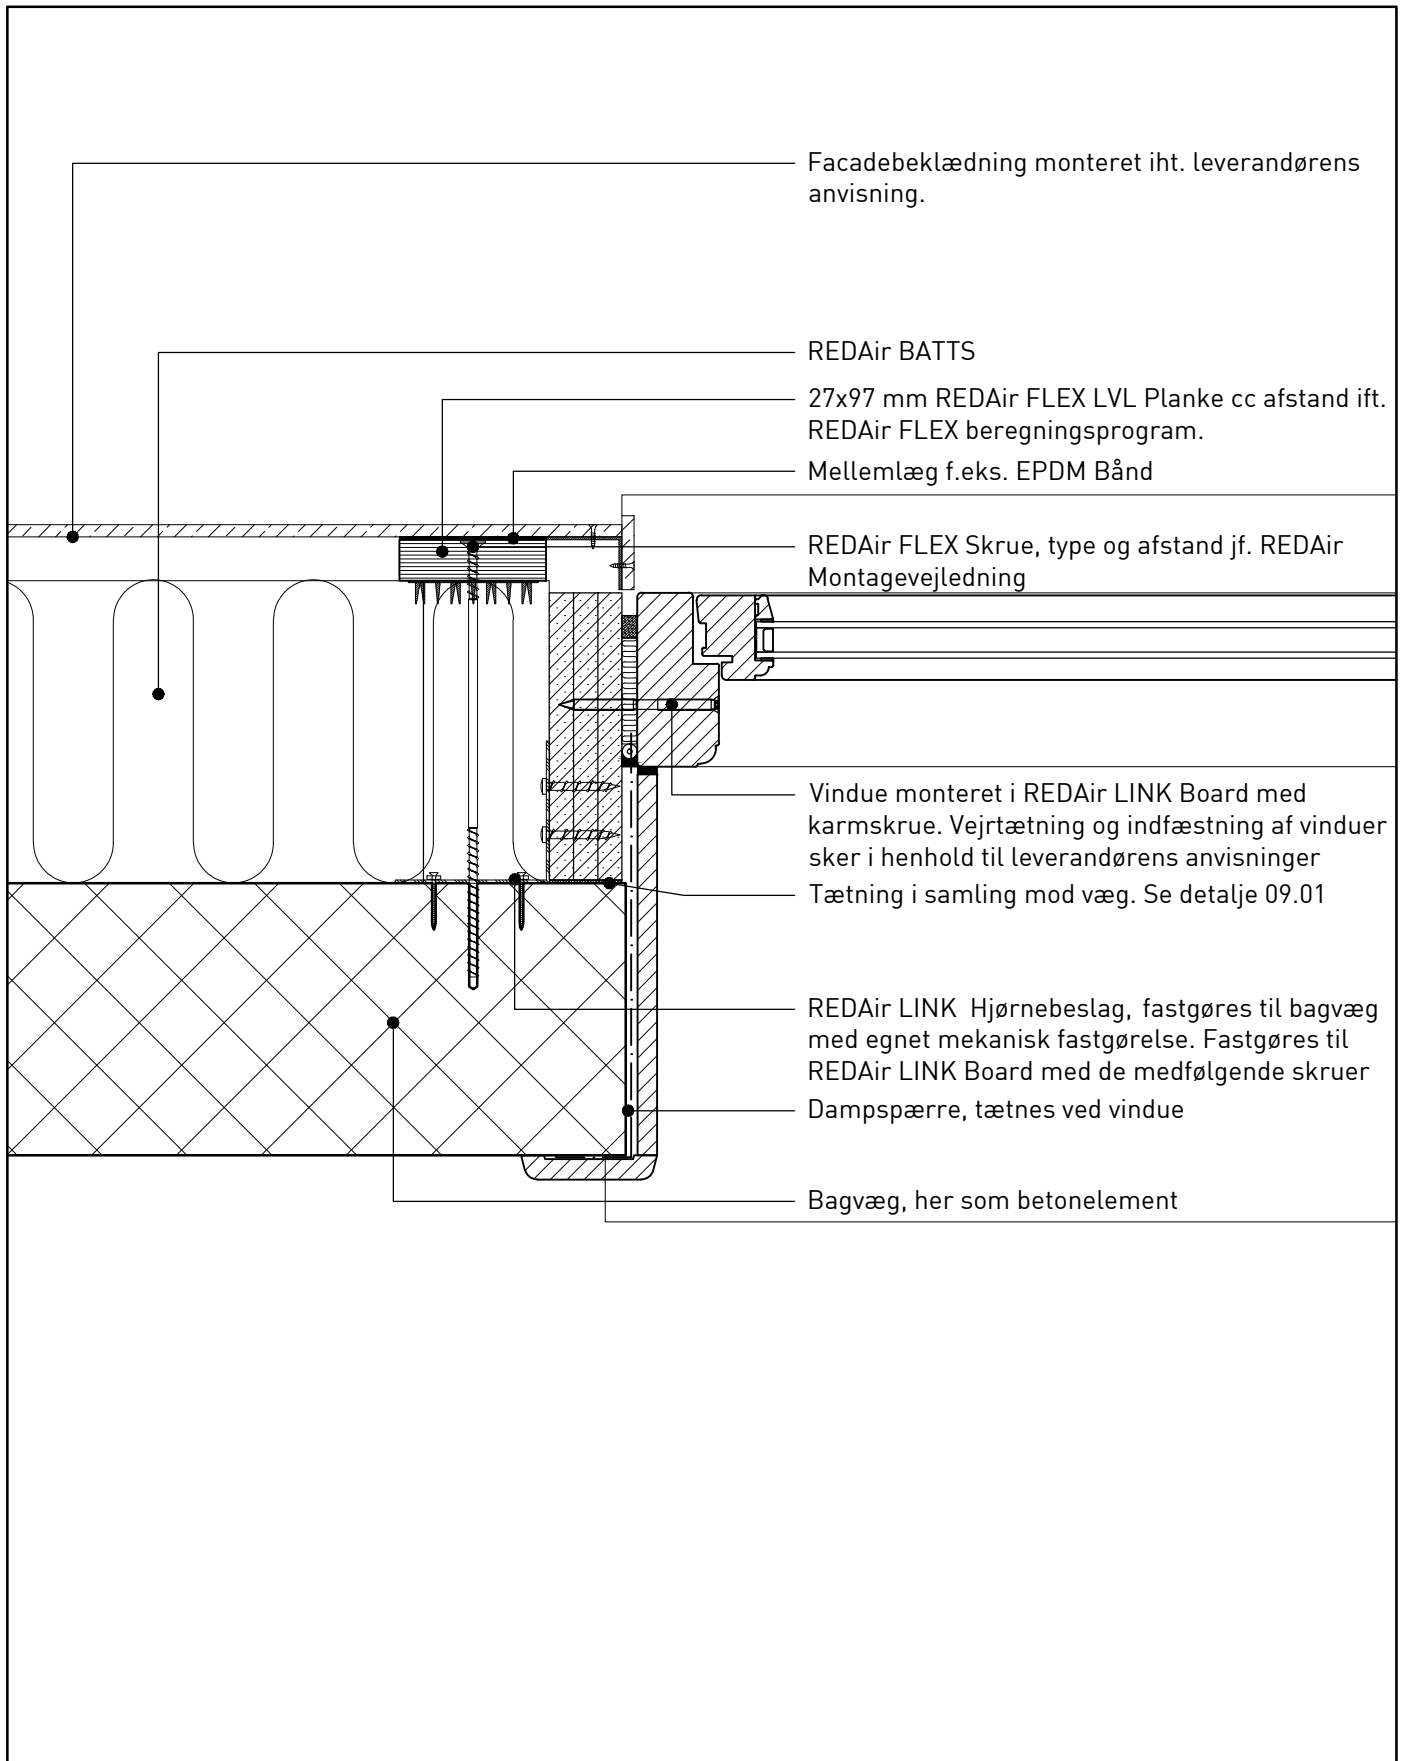 Facadebeklædning monteret iht. leverandørens
anvisning.
REDAir BATTS
27x97 mm REDAir FLEX LVL Planke cc afstand ift.
REDAir FLEX beregningsprogram.
Mellemlæg f.eks. EPDM Bånd
REDAir FLEX Skrue, type og afstand jf. REDAir
Montagevejledning
Vindue monteret i REDAir LINK Board med
karmskrue. Vejrtætning og indfæstning af vinduer
sker i henhold til leverandørens anvisninger
Tætning i samling mod væg. Se detalje 09.01
REDAir LINK Hjørnebeslag, fastgøres til bagvæg
med egnet mekanisk fastgørelse. Fastgøres til
REDAir LINK Board med de medfølgende skruer
Dampspærre, tætnes ved vindue
Bagvæg, her som betonelement